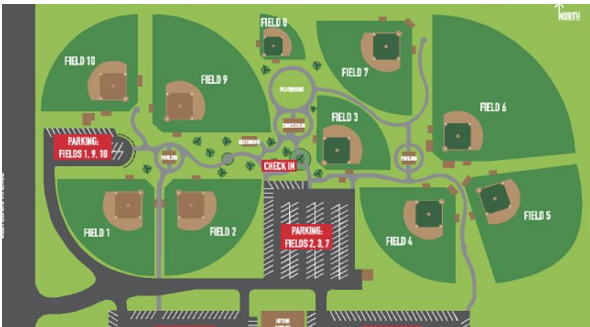 NORTH
FIELD 8
FIELD 10
FIELD 9
FIELD 7
PLAYGROUND
FIELD 6
FIELD 3
CONCESSION
RESTROOMS
PARKING:
FIELDS 1, 9, 10
PAVILION
CHECK IN
PAVILION
FIELD 1
FIELD 2
PARKING:
FIELDS 2, 3, 7
FIELD 4
FIELD 5